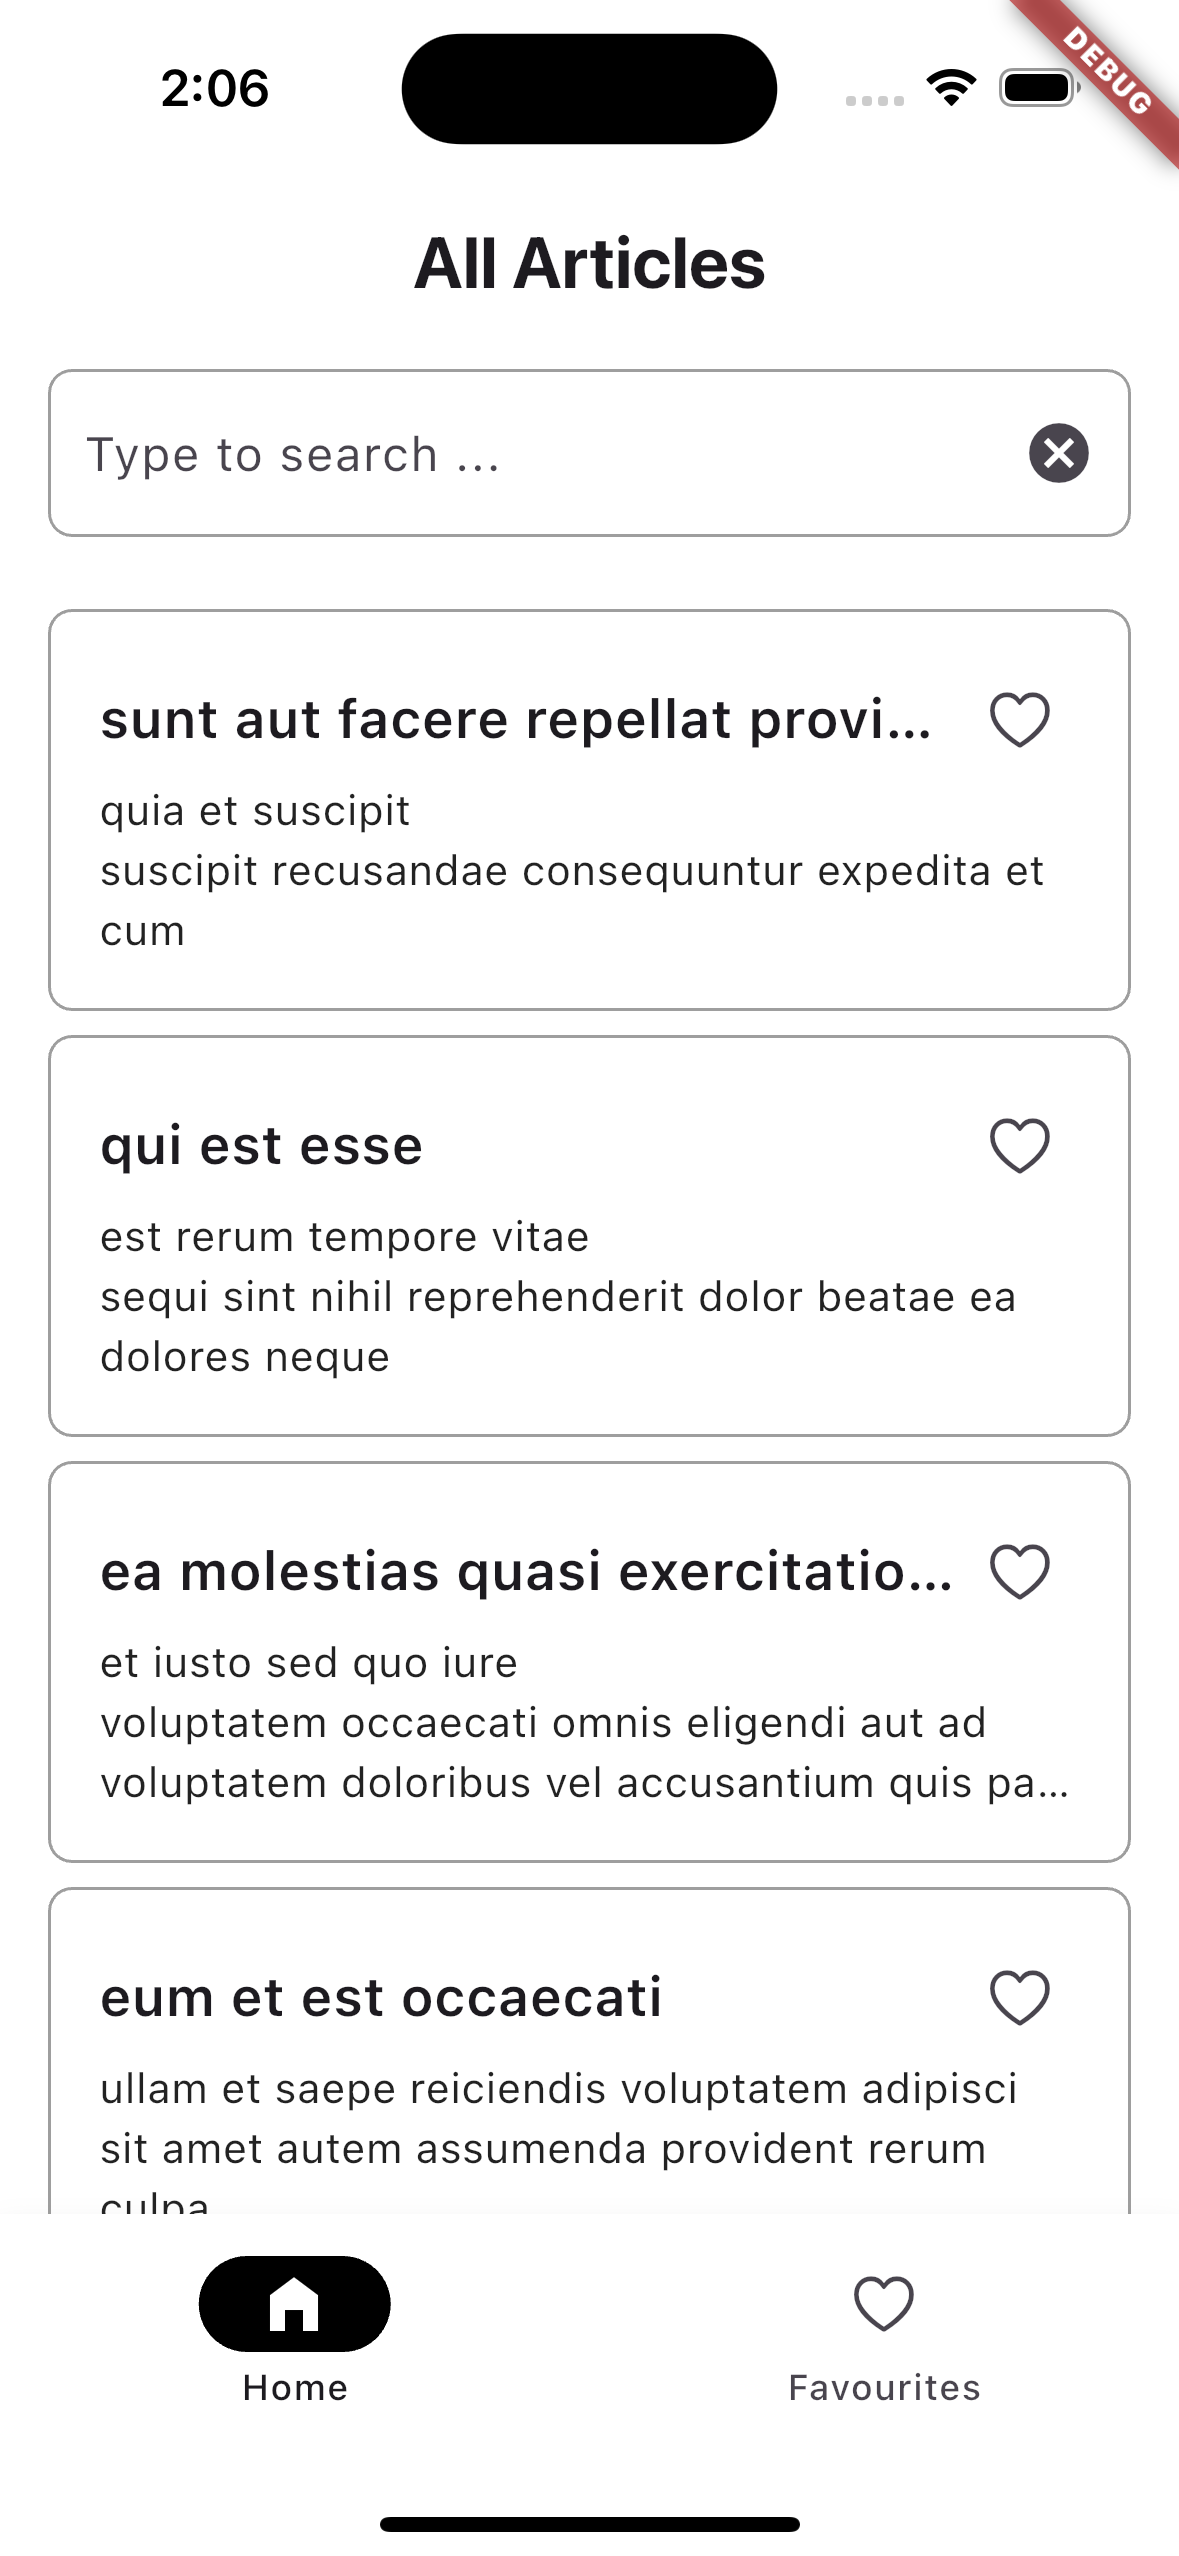 2:06
DEBUG
All Articles
Type to search ...
sunt aut facere repellat provi...
quia et suscipit
suscipit recusandae consequuntur expedita et
cum
qui est esse
est rerum tempore vitae
sequi sint nihil reprehenderit dolor beatae ea
dolores neque
ea molestias quasi exercitatio...
et iusto sed quo iure
voluptatem occaecati omnis eligendi aut ad
voluptatem doloribus vel accusantium quis pa...
eum et est occaecati
ullam et saepe reiciendis voluptatem adipisci
sit amet autem assumenda provident rerum
culpa
Home
Favourites